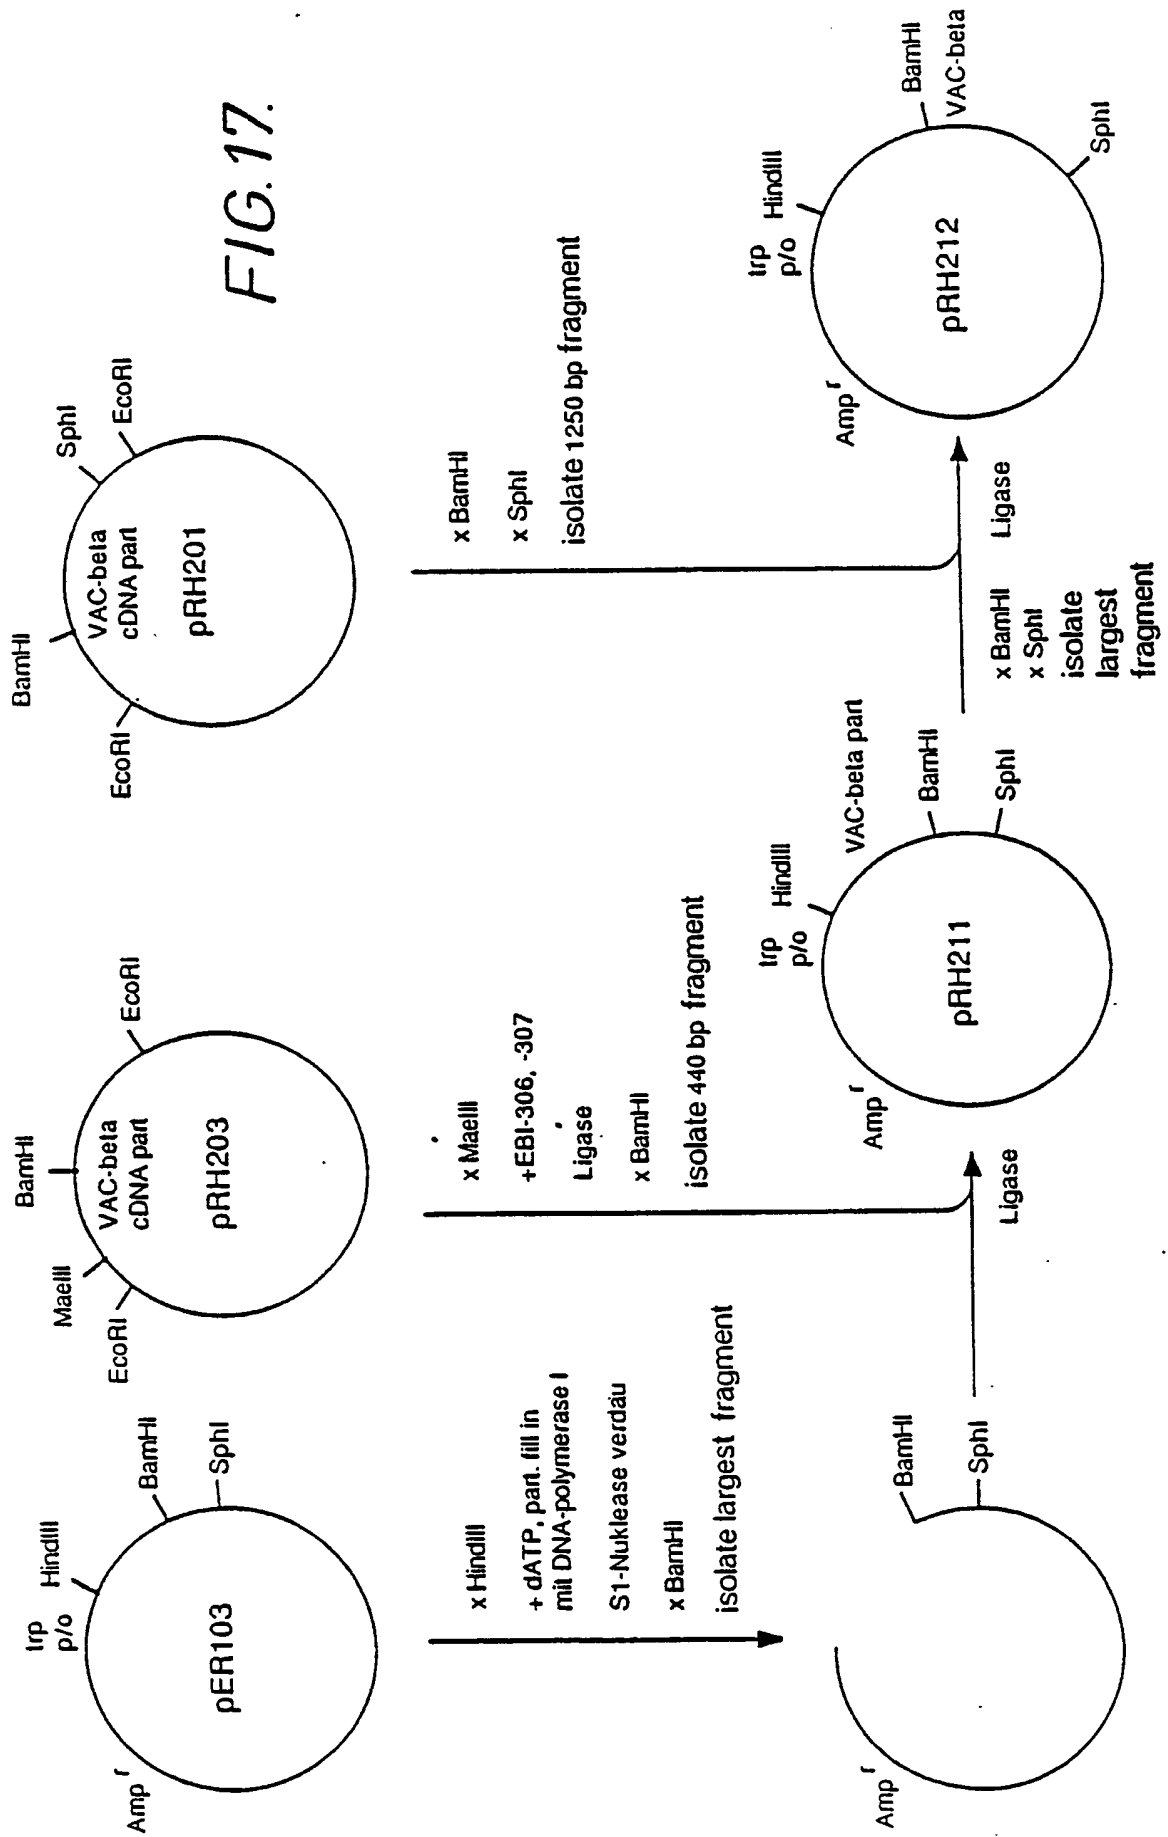 FIG. 17.
trp
p/o
HindIII
BamHI
SphI
Amp r
pER103
BamHI
MaeIII
EcoRI
EcoRI
VAC-beta
cDNA part
pRH203
BamHI
SphI
EcoRI
EcoRI
VAC-beta
cDNA part
pRH201
x HindIII
+ dATP, part. fill in
mit DNA-polymerase I
S1-Nuklease verdau
x BamHI
isolate largest fragment
x MaeIII
+EBI-306, -307
Ligase
x BamHI
isolate 440 bp fragment
x BamHI
x SphI
isolate 1250 bp fragment
Amp r
BamHI
SphI
Ligase
trp
p/o
HindIII
VAC-beta part
BamHI
SphI
Amp r
pRH211
x BamHI
x SphI
isolate
largest
fragment
Ligase
trp
p/o
HindIII
BamHI
VAC-beta
SphI
Amp r
pRH212